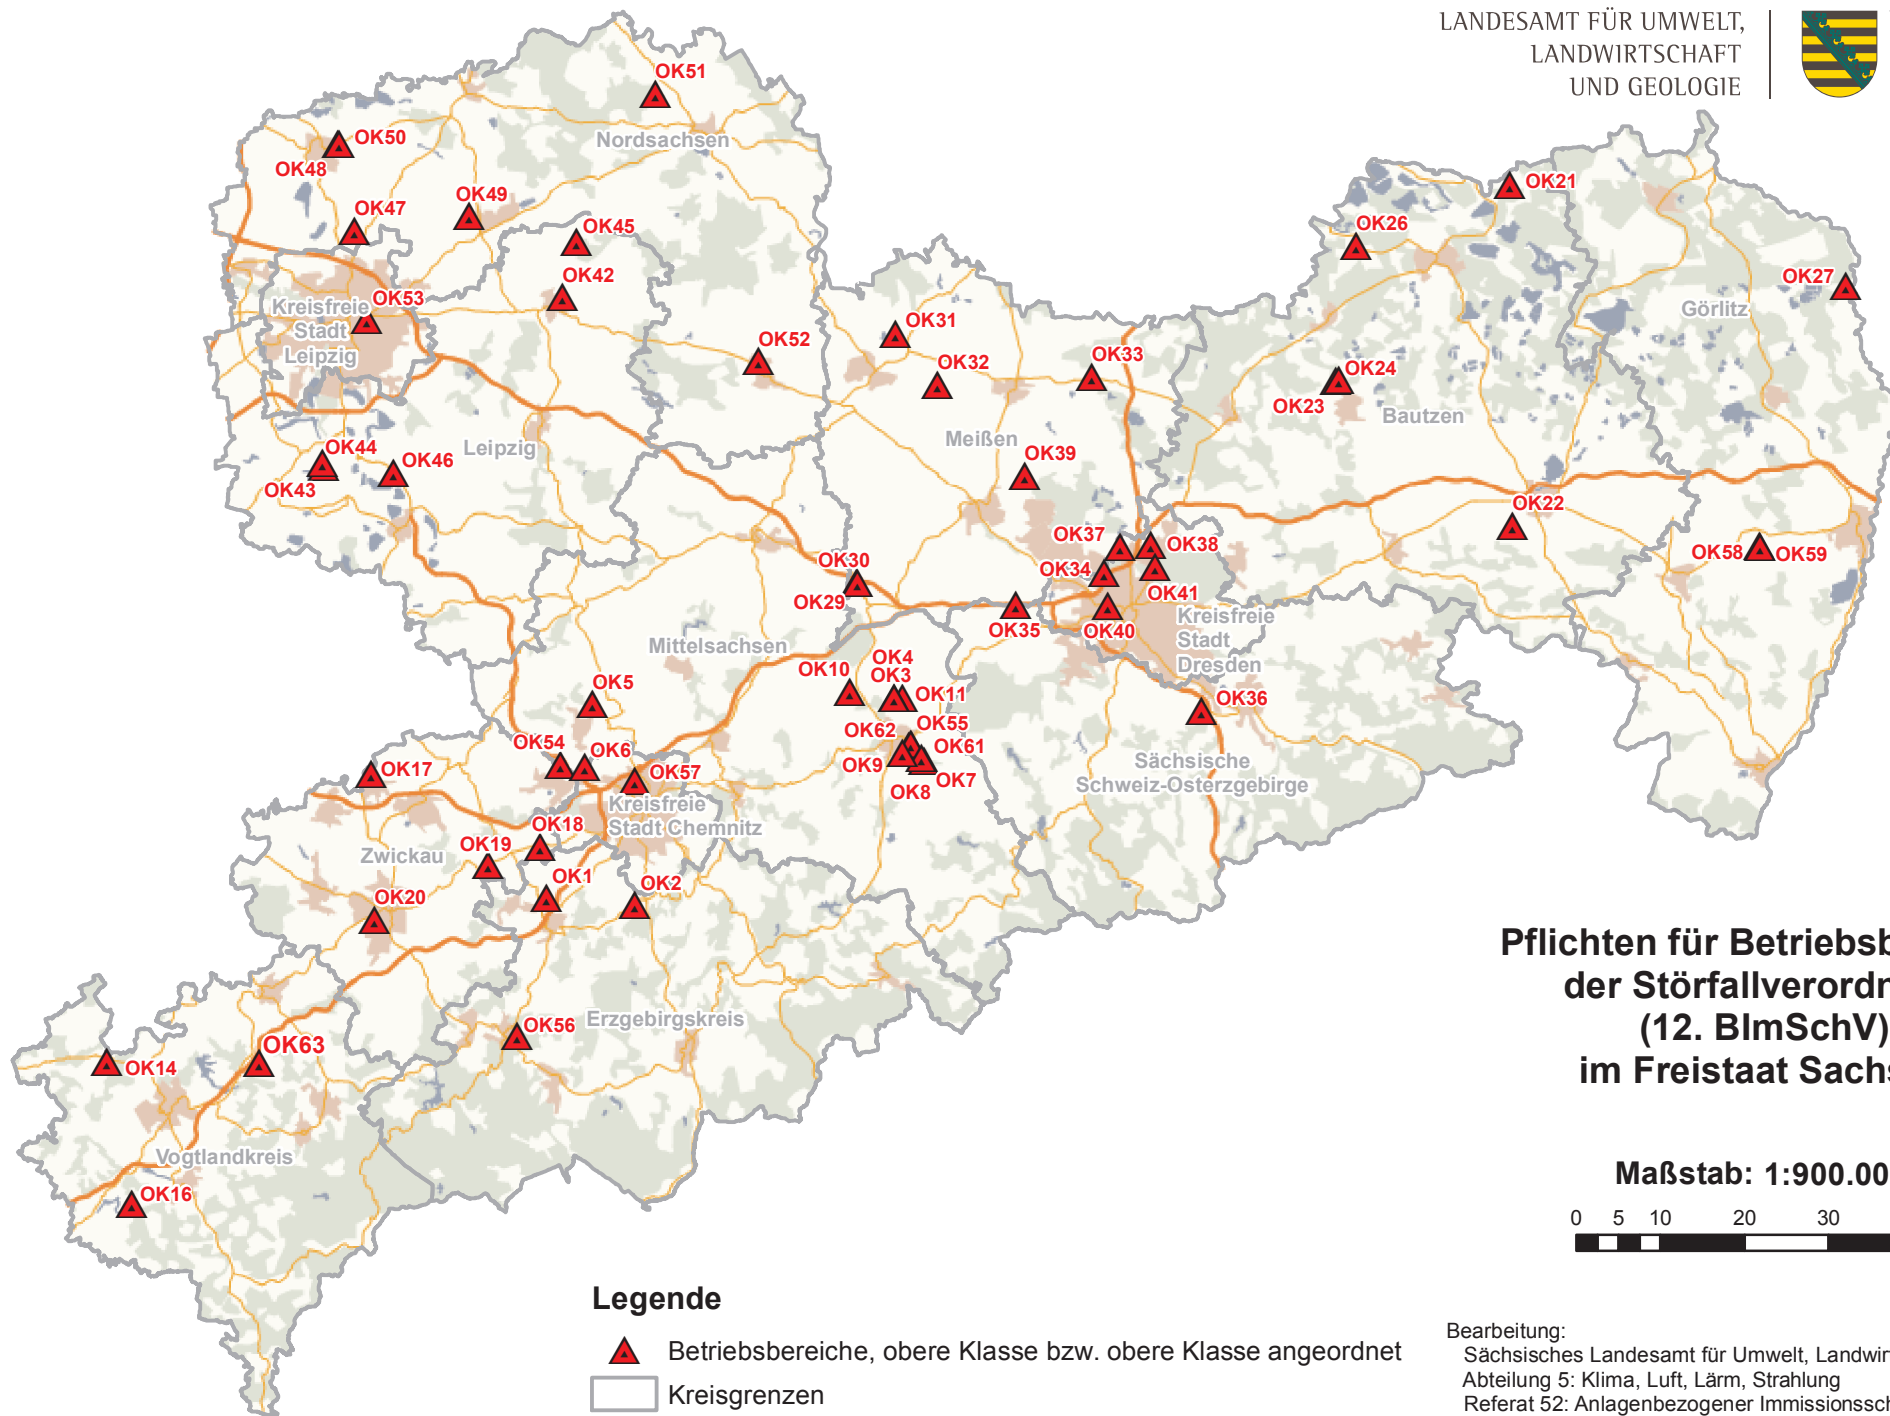 LANDESAMT FÜR UMWELT,
LANDWIRTSCHAFT
UND GEOLOGIE
OK51
Nordsachsen
OK50
OK48
OK47
OK49
OK45
OK42
OK53
Kreisfreie
Stadt
Leipzig
OK52
OK31
OK32
OK33
OK21
OK26
OK27
Görlitz
OK24
OK23
Bautzen
OK44
OK43
OK46
Leipzig
Meißen
OK39
OK22
OK37
OK38
OK34
OK41
OK58
OK59
OK30
OK29
OK35
OK40
Kreisfreie
Stadt
Dresden
Mittelsachsen
OK10
OK4
OK3
OK11
OK5
OK36
OK62
OK55
OK61
OK9
OK7
OK8
Sächsische
Schweiz-Osterzgebirge
OK54
OK6
OK57
OK17
Kreisfreie
Stadt Chemnitz
OK18
OK19
Zwickau
OK1
OK2
OK20
Pflichten für Betriebsb
der Störfallverordn
(12. BImSchV)
im Freistaat Sachs
OK56
Erzgebirgskreis
OK63
OK14
Vogtlandkreis
OK16
Maßstab: 1:900.00
0 5 10 20 30
Legende
Betriebsbereiche, obere Klasse bzw. obere Klasse angeordnet
Kreisgrenzen
Bearbeitung:
Sächsisches Landesamt für Umwelt, Landwir
Abteilung 5: Klima, Luft, Lärm, Strahlung
Referat 52: Anlagenbezogener Immissionssch